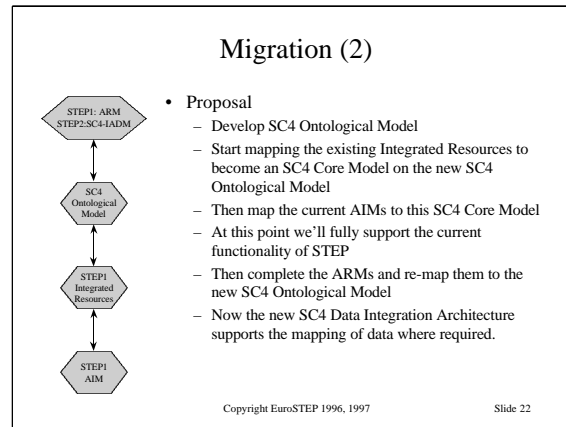 Migration (2)
STEP1: ARM
STEP2:SC4-IADM
SC4
Ontological
Model
STEP1
Integrated
Resources
STEP1
AIM
• Proposal
– Develop SC4 Ontological Model
– Start mapping the existing Integrated Resources to
become an SC4 Core Model on the new SC4
Ontological Model
– Then map the current AIMs to this SC4 Core Model
– At this point we'll fully support the current
functionality of STEP
– Then complete the ARMs and re-map them to the
new SC4 Ontological Model
– Now the new SC4 Data Integration Architecture
supports the mapping of data where required.
Copyright EuroSTEP 1996, 1997
Slide 22